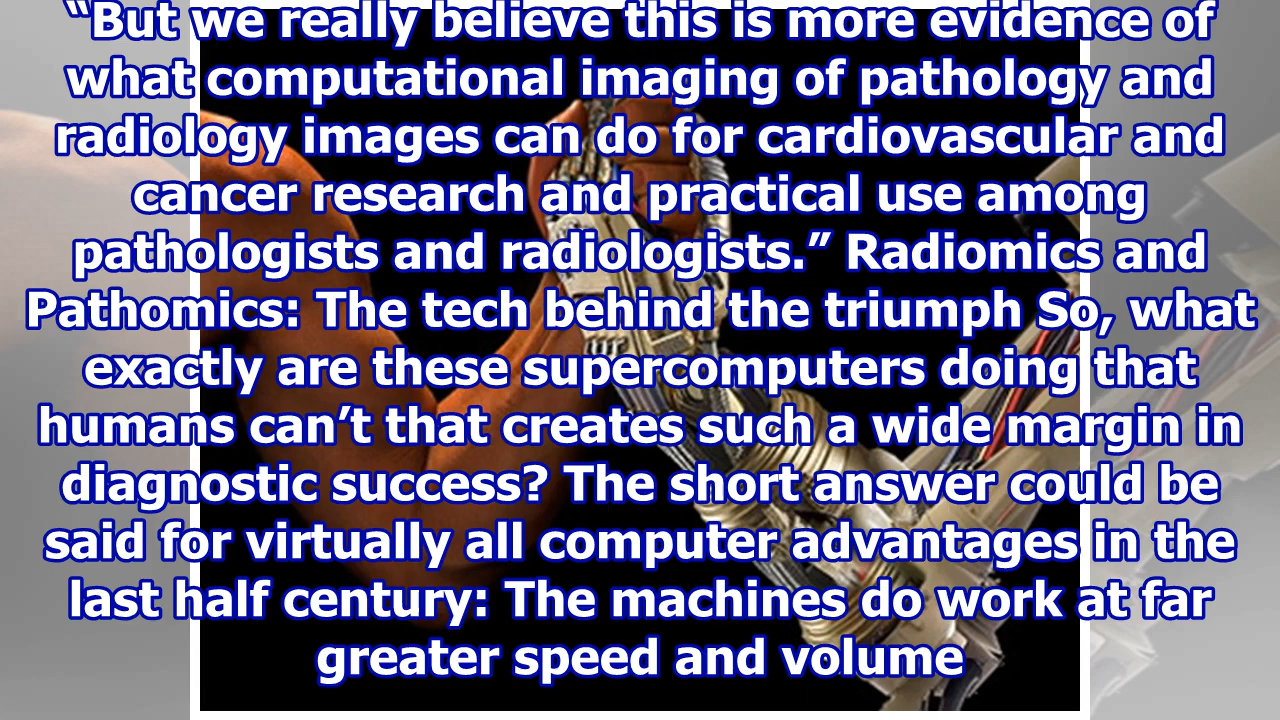 “But we really believe this is more evidence of
what computational imaging of pathology and
radiology images can do for cardiovascular and
cancer research and practical use among
pathologists and radiologists.” Radiomics and
Pathomics: The tech behind the triumph So, what
exactly are these supercomputers doing that
humans can’t that creates such a wide margin in
diagnostic success? The short answer could be
said for virtually all computer advantages in the
last half century: The machines do work at far
greater speed and volume